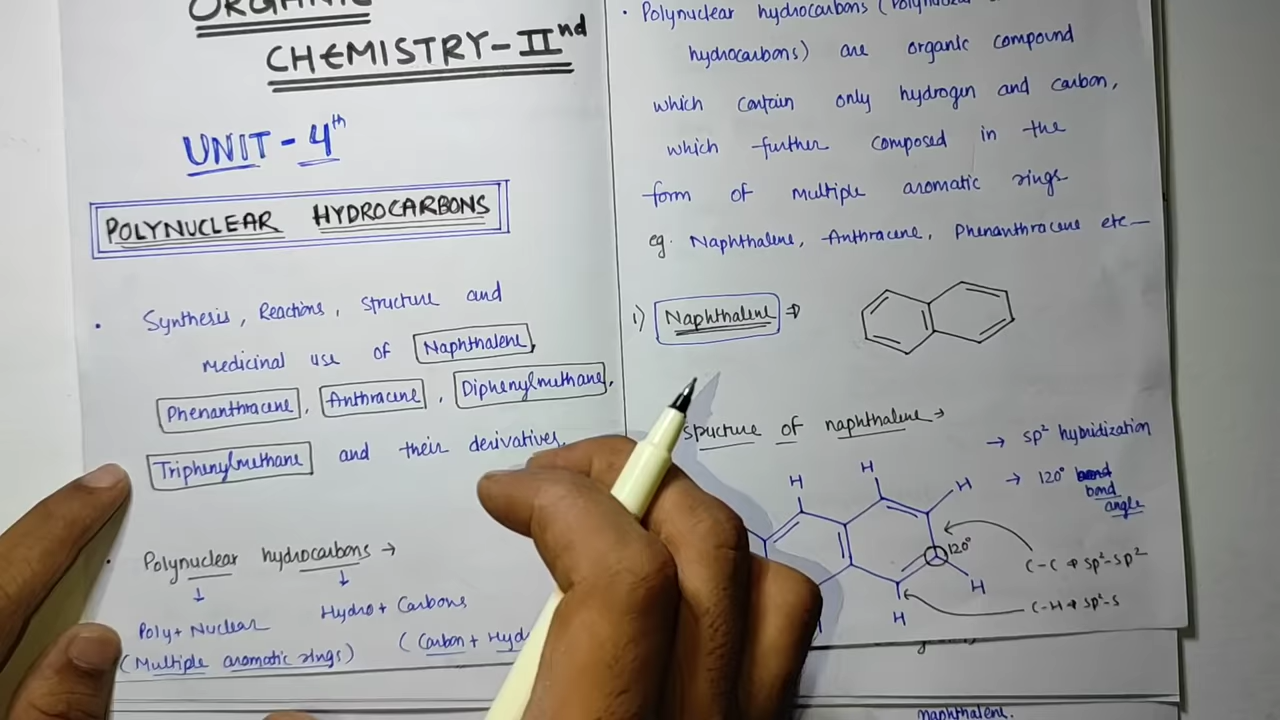 ORGANIC
CHEMISTRY-IInd
UNIT-4th
POLYNUCLEAR HYDROCARBONS
• Synthesis, Reactions, structure and
medicinal use of Naphthalene,
Phenanthracene, Anthracene, Diphenylmethane,
Triphenylmethane and their derivatives.
• Polynuclear hydrocarbons →
Poly+Nuclear
(Multiple aromatic rings)
Hydro+Carbons
(Carbon+Hyd
• Polynuclear hydrocarbons (
hydrocarbons) are organic compound
which contain only hydrogen and carbon,
which further composed in the
form of multiple aromatic rings
eg. Naphthalene, Anthracene, Phenanthracene etc—
1) Naphthalene ⇒
structure of naphthalene →
→ sp² hybridization
→ 120° bond
bond
angle
H
H
H
120°
H
H
C-C → sp²-sp²
C-H → sp²-s
naphthalene.